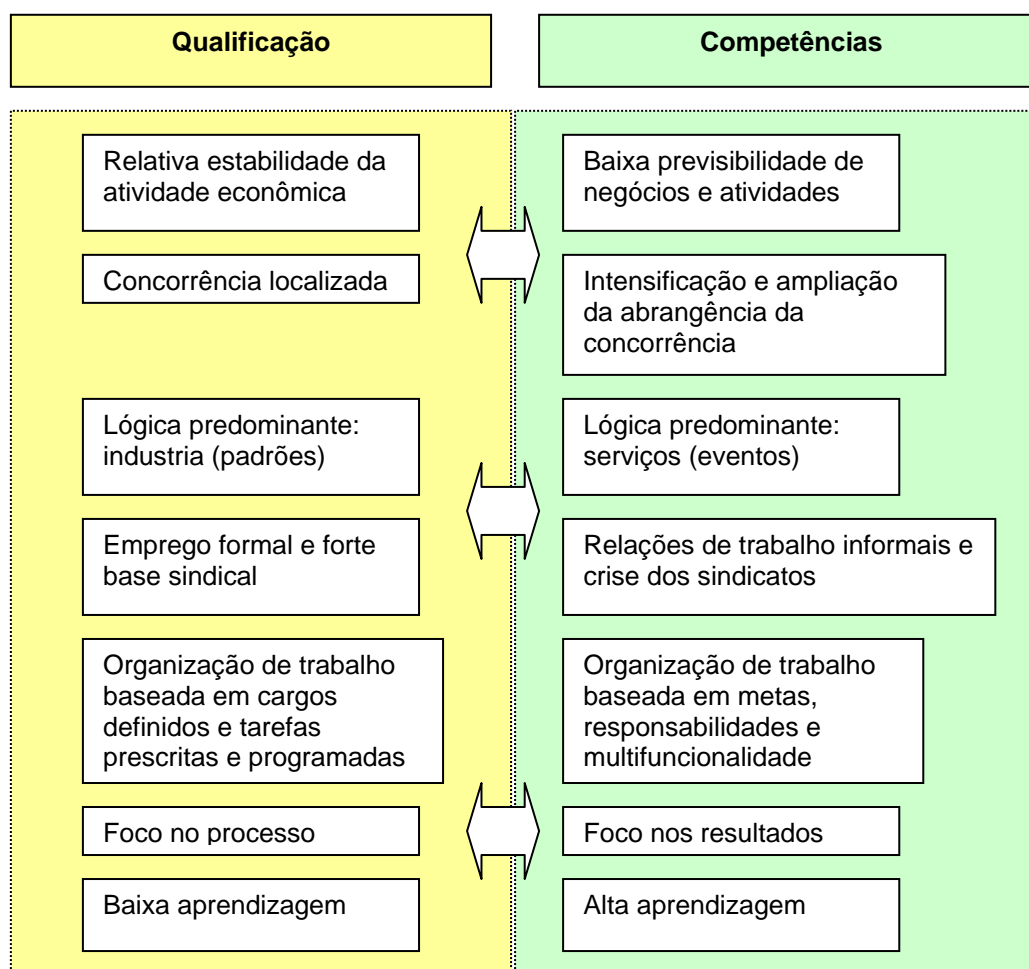 Qualificação
Competências
Relativa estabilidade da
atividade econômica
Baixa previsibilidade de
negócios e atividades
Concorrência localizada
Intensificação e ampliação
da abrangência da
concorrência
Lógica predominante:
industria (padrões)
Lógica predominante:
serviços (eventos)
Emprego formal e forte
base sindical
Relações de trabalho informais e
crise dos sindicatos
Organização de trabalho
baseada em cargos
definidos e tarefas
prescritas e programadas
Organização de trabalho
baseada em metas,
responsabilidades e
multifuncionalidade
Foco no processo
Foco nos resultados
Baixa aprendizagem
Alta aprendizagem